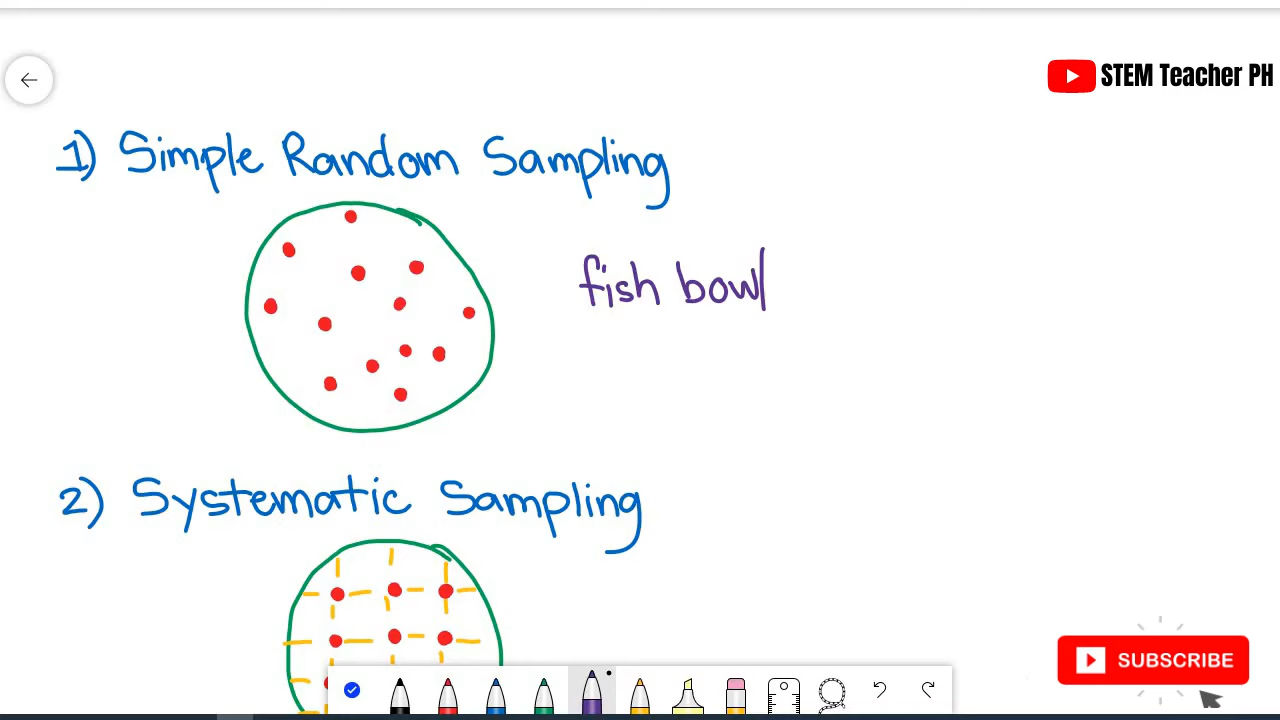 STEM Teacher PH
1) Simple Random Sampling
fish bowl
2) Systematic Sampling
SUBSCRIBE